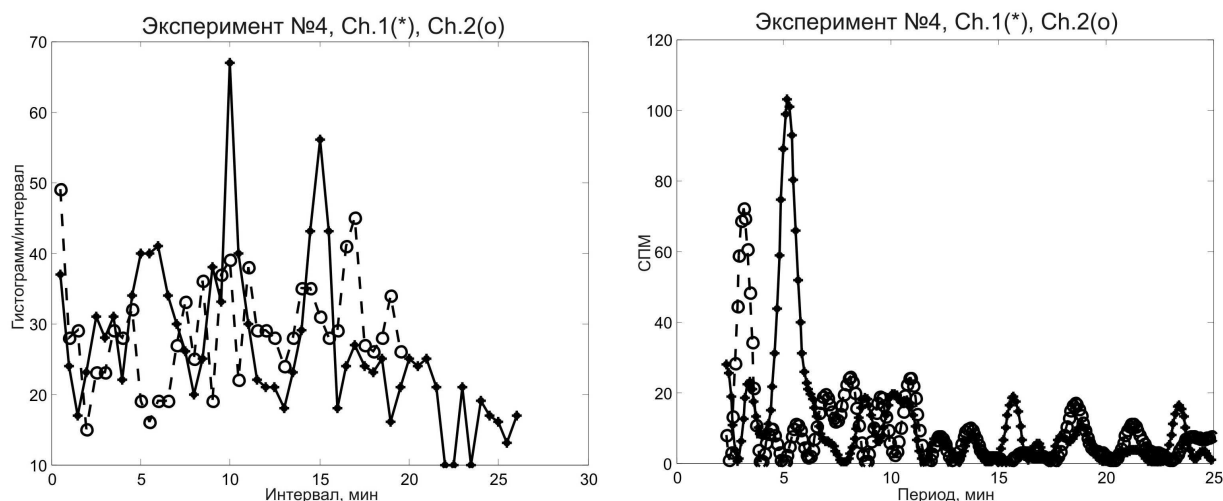 Эксперимент №4, Ch.1(*), Ch.2(o)
70
60
50
40
30
20
10
Гистограмм/интервал
0 5 10 15 20 25 30
Интервал, мин
Эксперимент №4, Ch.1(*), Ch.2(o)
120
100
80
60
40
20
0
СПМ
0 5 10 15 20 25
Период, мин